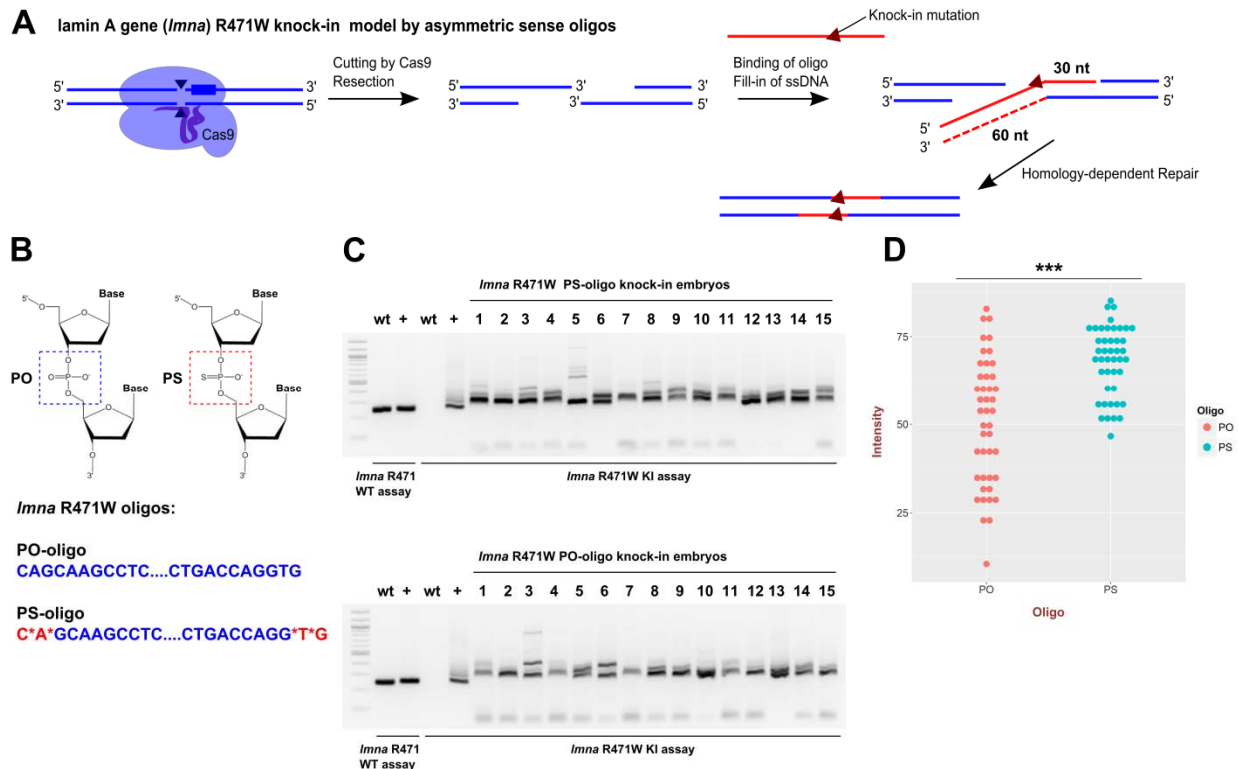 A lamin A gene (lmna) R471W knock-in model by asymmetric sense oligos
5'
3'
3'
5'
Cas9
Cutting by Cas9
Resection
5'
3'
3'
5'
Knock-in mutation
Binding of oligo
Fill-in of ssDNA
5'
3'
30 nt
3'
5'
5'
3'
60 nt
Homology-dependent Repair
B
5'
O
Base
O
PO
O=P-O-
O
Base
O
3'
5'
O
Base
O
PS
S=P-O-
O
Base
O
3'
lmna R471W oligos:
PO-oligo
CAGCAAGCCTC....CTGACCAGGTG
PS-oligo
C*A*GCAAGCCTC....CTGACCAGG*T*G
C
lmna R471W PS-oligo knock-in embryos
wt + wt + 1 2 3 4 5 6 7 8 9 10 11 12 13 14 15
lmna R471
WT assay
lmna R471W KI assay
lmna R471W PO-oligo knock-in embryos
wt + wt + 1 2 3 4 5 6 7 8 9 10 11 12 13 14 15
lmna R471
WT assay
lmna R471W KI assay
D
***
75
50
25
Intensity
PO PS
Oligo
Oligo
PO
PS